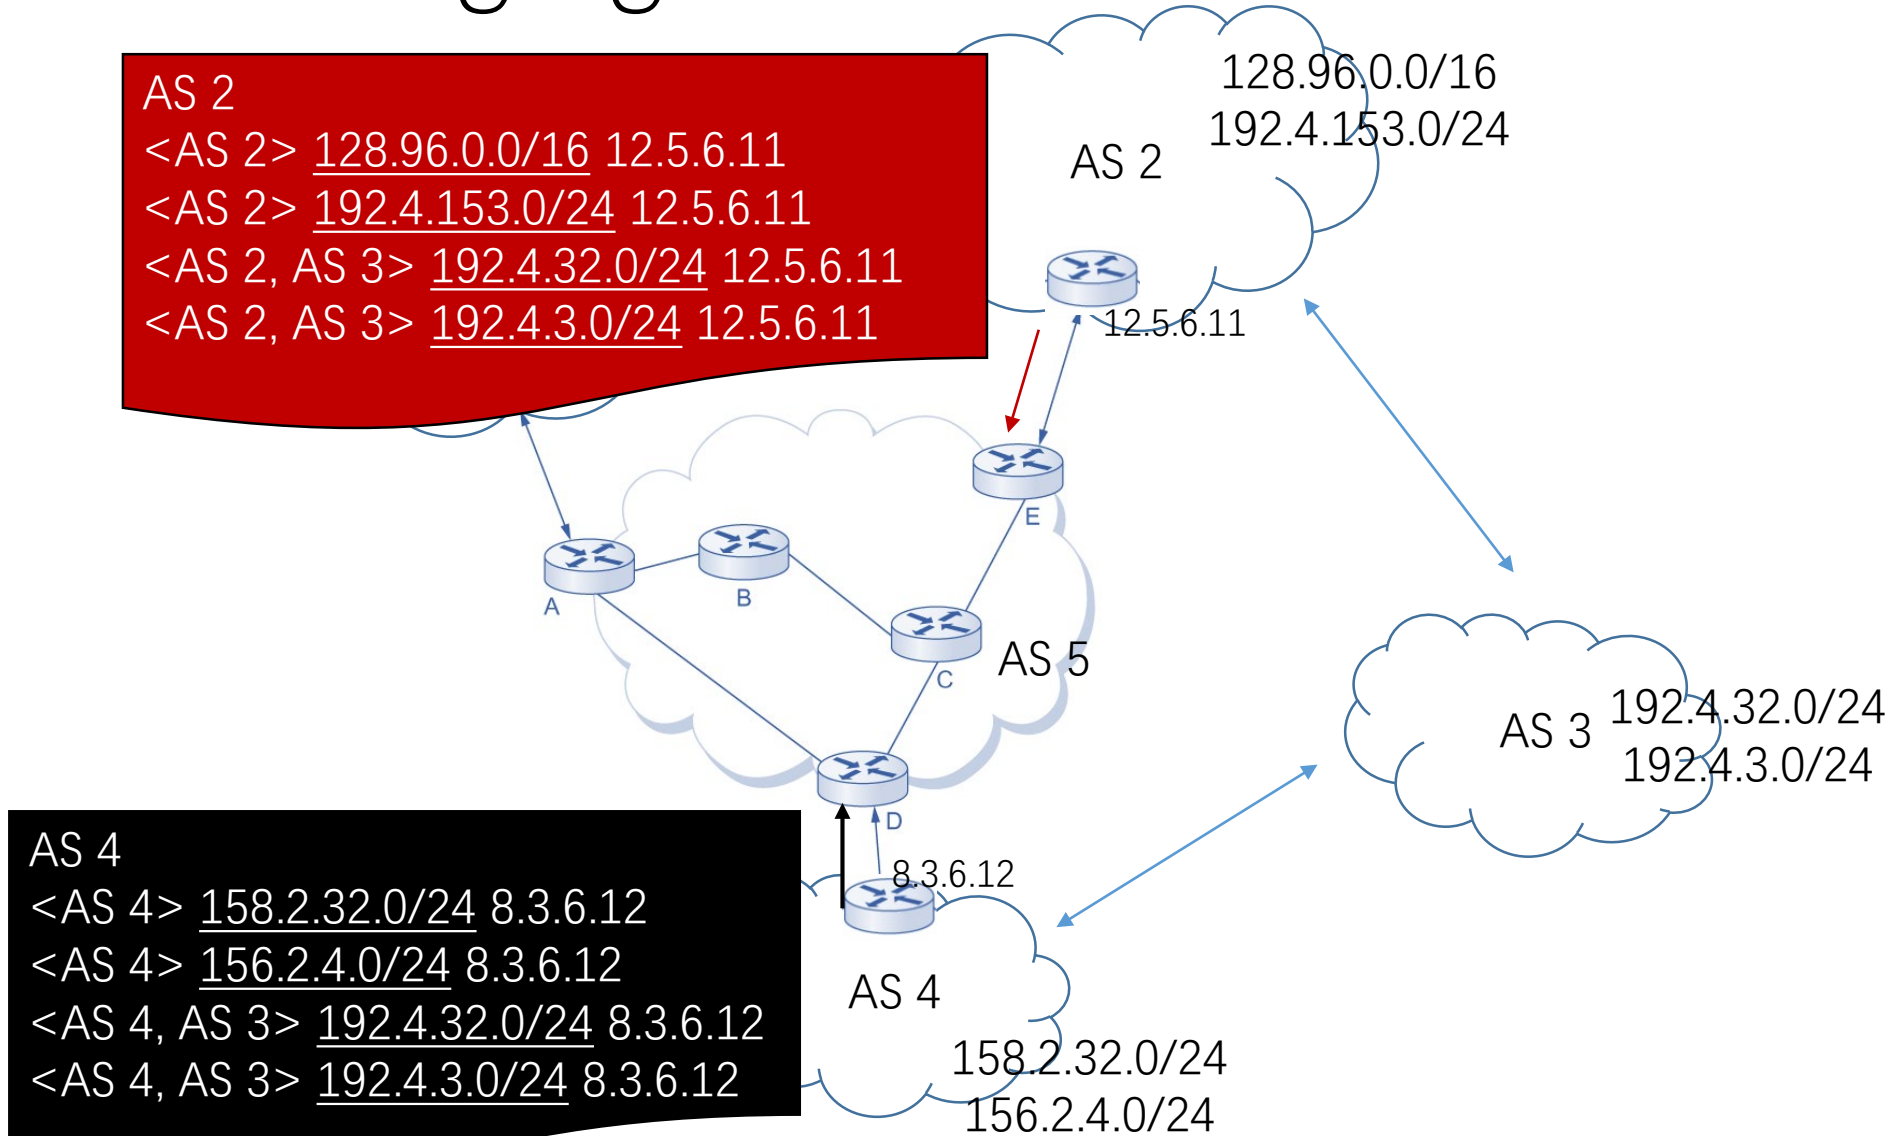 AS 2
<AS 2> 128.96.0.0/16 12.5.6.11
<AS 2> 192.4.153.0/24 12.5.6.11
<AS 2, AS 3> 192.4.32.0/24 12.5.6.11
<AS 2, AS 3> 192.4.3.0/24 12.5.6.11
128.96.0.0/16
192.4.153.0/24
AS 2
12.5.6.11
E
A
B
C
AS 5
AS 3
192.4.32.0/24
192.4.3.0/24
D
8.3.6.12
AS 4
<AS 4> 158.2.32.0/24 8.3.6.12
<AS 4> 156.2.4.0/24 8.3.6.12
<AS 4, AS 3> 192.4.32.0/24 8.3.6.12
<AS 4, AS 3> 192.4.3.0/24 8.3.6.12
AS 4
158.2.32.0/24
156.2.4.0/24